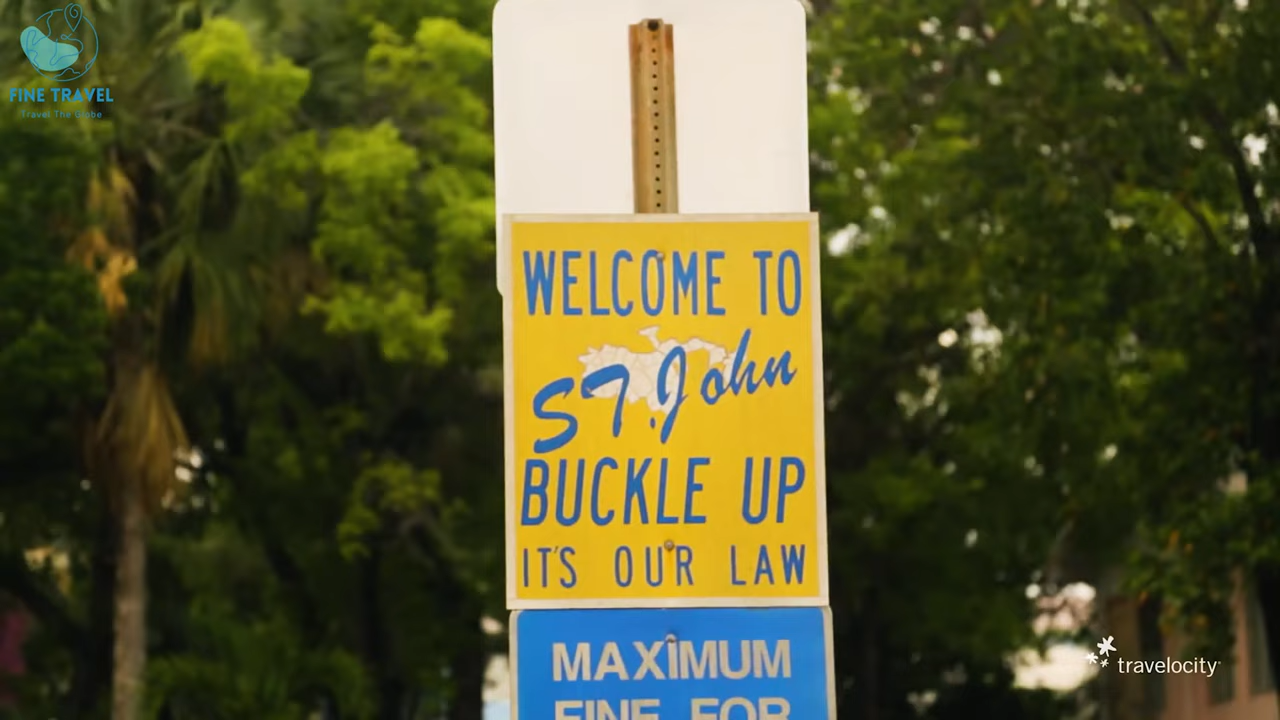 FINE TRAVEL
Travel The Globe
WELCOME TO
ST. John
BUCKLE UP
IT'S OUR LAW
MAXIMUM
FINE FOR
travelocity